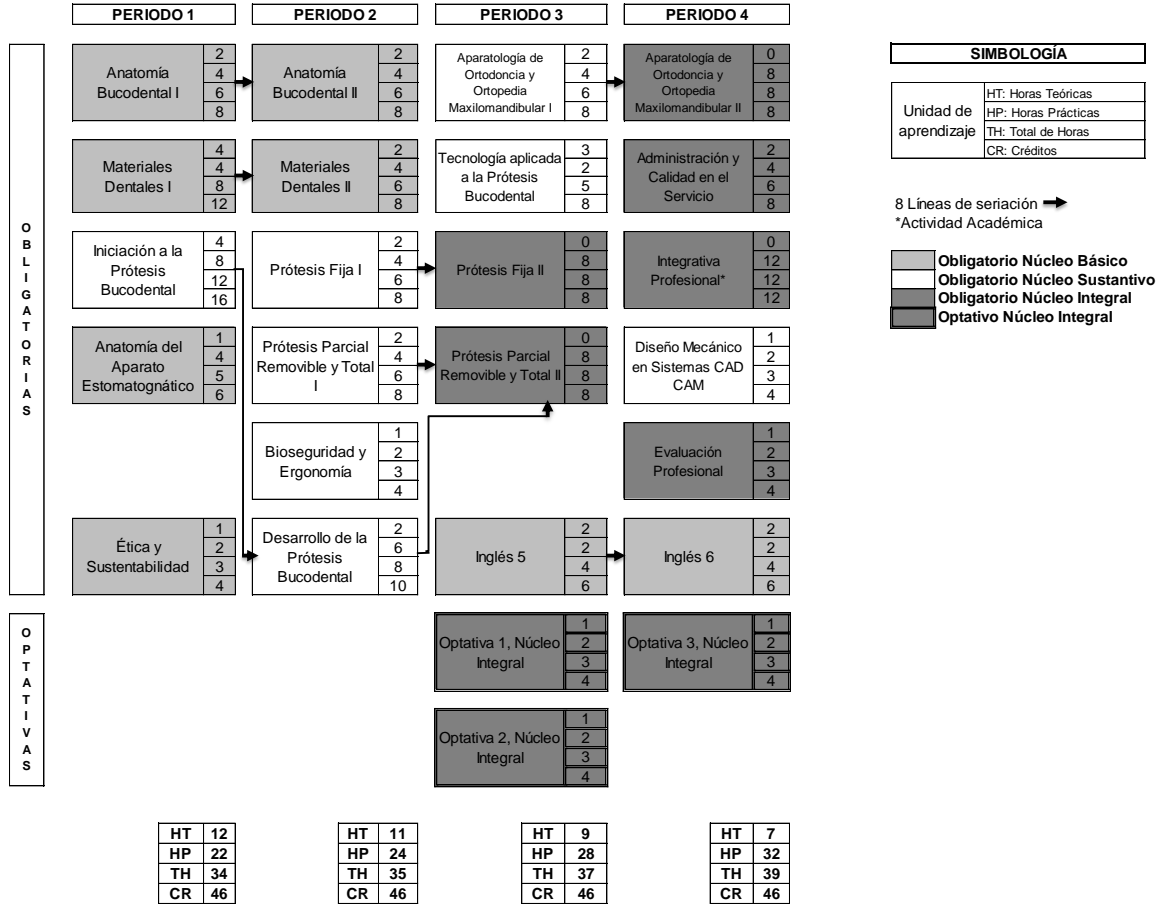 PERIODO 1
PERIODO 2
PERIODO 3
PERIODO 4
OBLIGATORIAS
Anatomía
Bucodental I
2
4
6
8
Anatomía
Bucodental II
2
4
6
8
Aparatología de
Ortodoncia y
Ortopedia
Maxilomandibular I
2
4
6
8
Aparatología de
Ortodoncia y
Ortopedia
Maxilomandibular II
0
8
8
8
Materiales
Dentales I
4
4
8
12
Materiales
Dentales II
2
4
6
8
Tecnología aplicada
a la Prótesis
Bucodental
3
2
5
8
Administración y
Calidad en el
Servicio
2
4
6
8
Iniciación a la
Prótesis
Bucodental
4
8
12
16
Prótesis Fija I
2
4
6
8
Prótesis Fija II
0
8
8
8
Integrativa
Profesional*
0
12
12
12
Anatomía del
Aparato
Estomatognático
1
4
5
6
Prótesis Parcial
Removible y Total
I
2
4
6
8
Prótesis Parcial
Removible y Total II
0
8
8
8
Diseño Mecánico
en Sistemas CAD
CAM
1
2
3
4
Bioseguridad y
Ergonomía
1
2
3
4
Evaluación
Profesional
1
2
3
4
Ética y
Sustentabilidad
1
2
3
4
Desarrollo de la
Prótesis
Bucodental
2
6
8
10
Inglés 5
2
2
4
6
Inglés 6
2
2
4
6
OPTATIVAS
Optativa 1, Núcleo
Integral
1
2
3
4
Optativa 3, Núcleo
Integral
1
2
3
4
Optativa 2, Núcleo
Integral
1
2
3
4
HT 12
HP 22
TH 34
CR 46
HT 11
HP 24
TH 35
CR 46
HT 9
HP 28
TH 37
CR 46
HT 7
HP 32
TH 39
CR 46
SIMBOLOGÍA
Unidad de
aprendizaje
HT: Horas Teóricas
HP: Horas Prácticas
TH: Total de Horas
CR: Créditos
8 Líneas de seriación
*Actividad Académica
Obligatorio Núcleo Básico
Obligatorio Núcleo Sustantivo
Obligatorio Núcleo Integral
Optativo Núcleo Integral